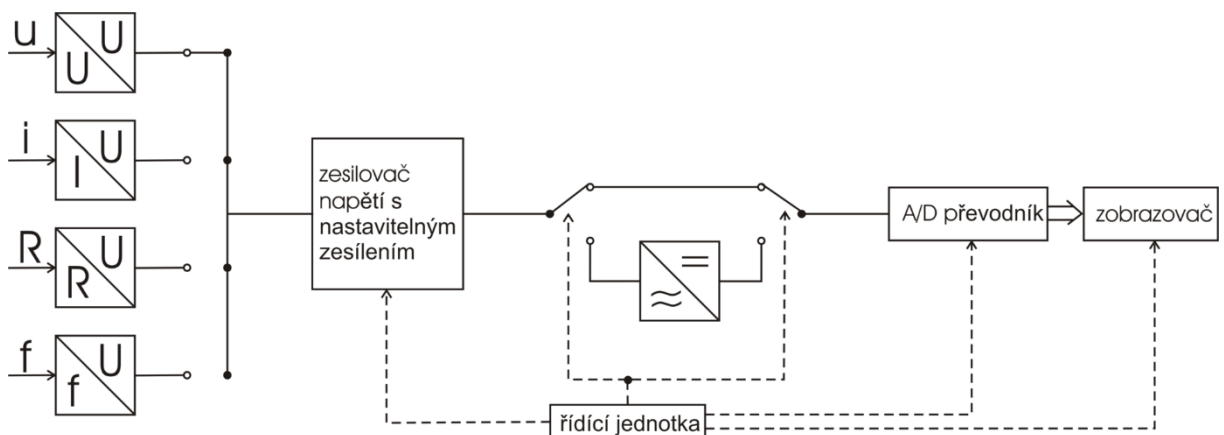 u
U
U
i
I
U
R
R
U
f
f
U
zesilovač
napětí s
nastavitelným
zesílením
A/D převodník
zobrazovač
řídící jednotka